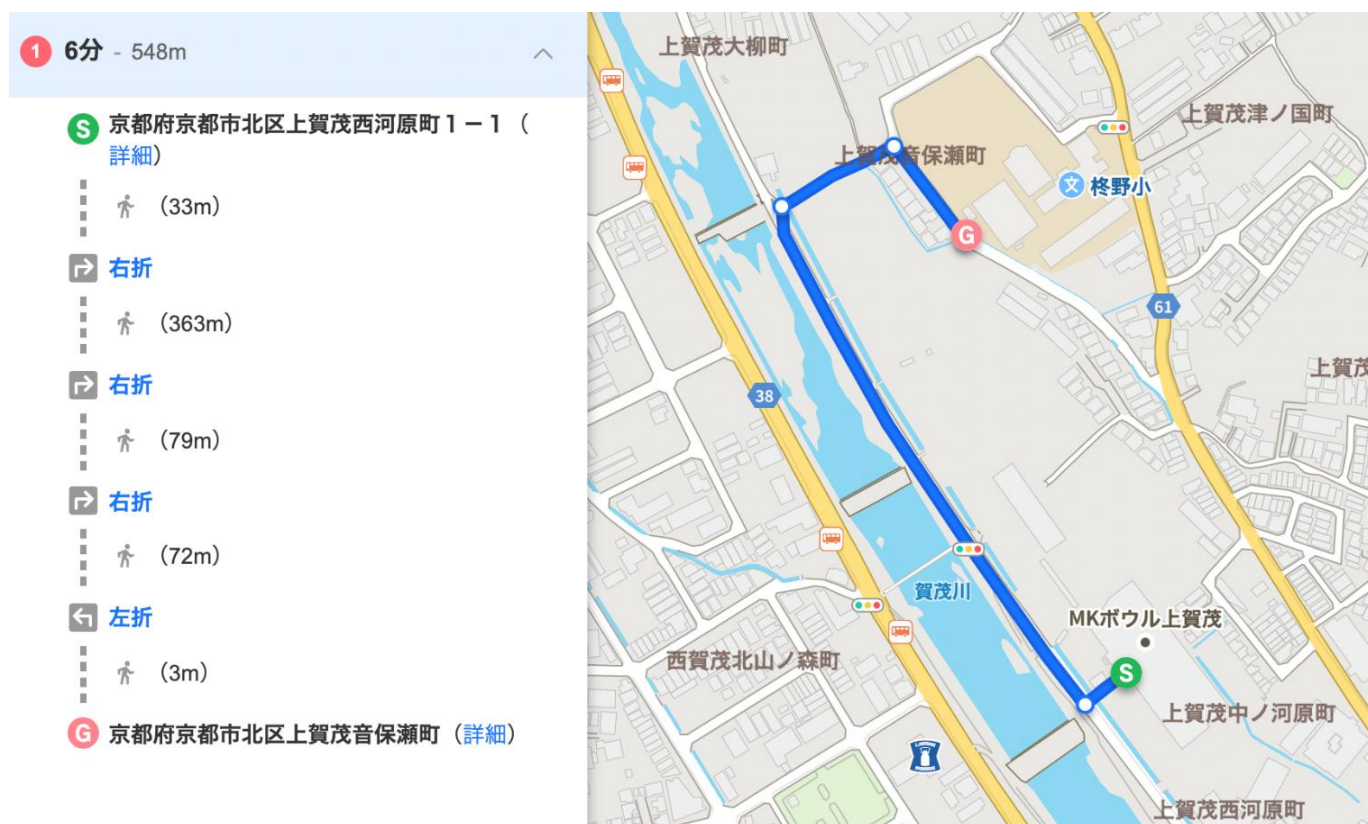 1 6分 - 548m
S 京都府京都市北区上賀茂西河原町1-1(
詳細)
(33m)
右折
(363m)
右折
(79m)
右折
(72m)
左折
(3m)
G 京都府京都市北区上賀茂音保瀬町(詳細)
上賀茂大柳町
上賀茂津ノ国町
上賀茂音保瀬町
文 柊野小
G
61
上賀茂
38
賀茂川
MKボウル上賀茂
S
西賀茂北山ノ森町
上賀茂中ノ河原町
上賀茂西河原町